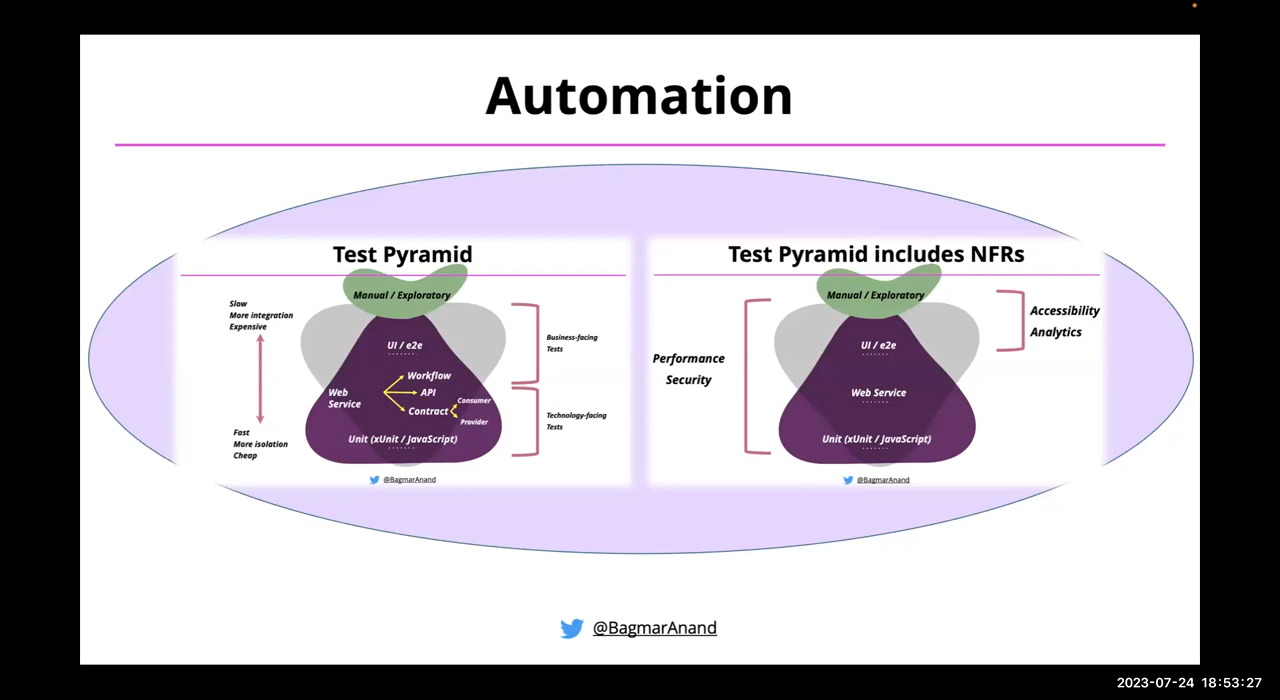 Automation
Test Pyramid
Manual / Exploratory
Slow
More integration
Expensive
UI / e2e
Business-facing
Tests
Workflow
Web
Service
API
Contract
Consumer
Provider
Technology-facing
Tests
Fast
More isolation
Cheap
Unit (xUnit / JavaScript)
@BagmarAnand
Test Pyramid includes NFRs
Manual / Exploratory
Accessibility
Analytics
UI / e2e
Performance
Security
Web Service
Unit (xUnit / JavaScript)
@BagmarAnand
@BagmarAnand
2023-07-24 18:53:27